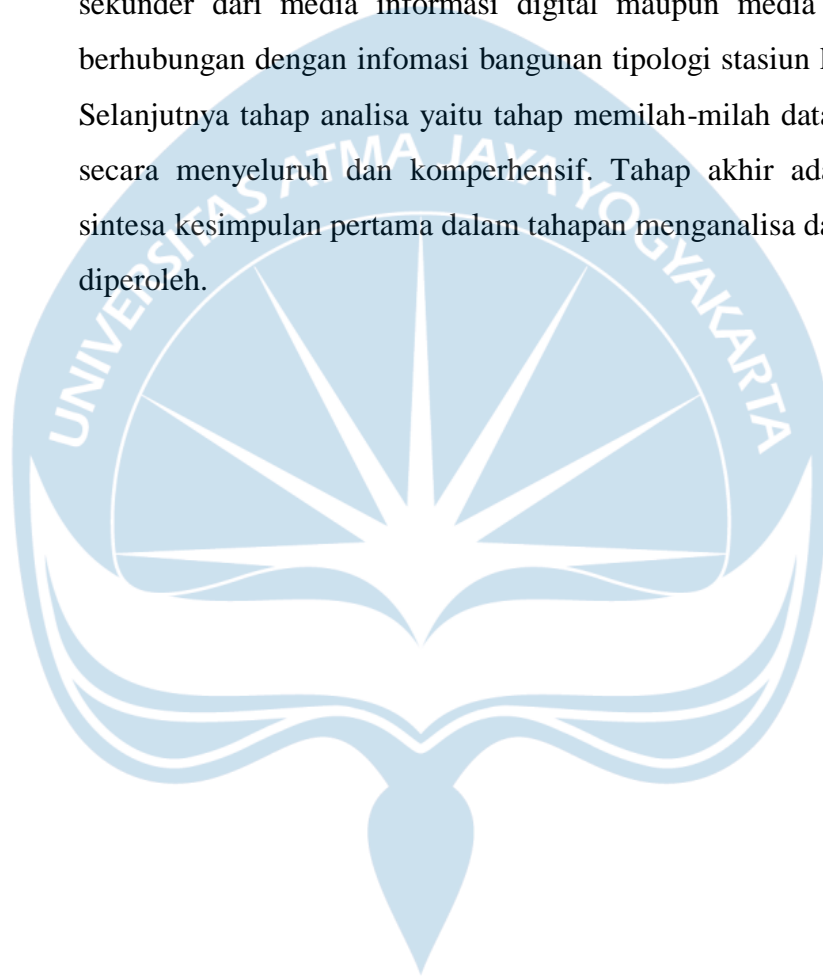 sekunder dari media informasi digital maupun media
berhubungan dengan infomasi bangunan tipologi stasiun
Selanjutnya tahap analisa yaitu tahap memilah-milah data
secara menyeluruh dan komperhensif. Tahap akhir
sintesa kesimpulan pertama dalam tahapan menganalisa
diperoleh.
UNIVERSITAS ATMA JAYA YOGYAKARTA